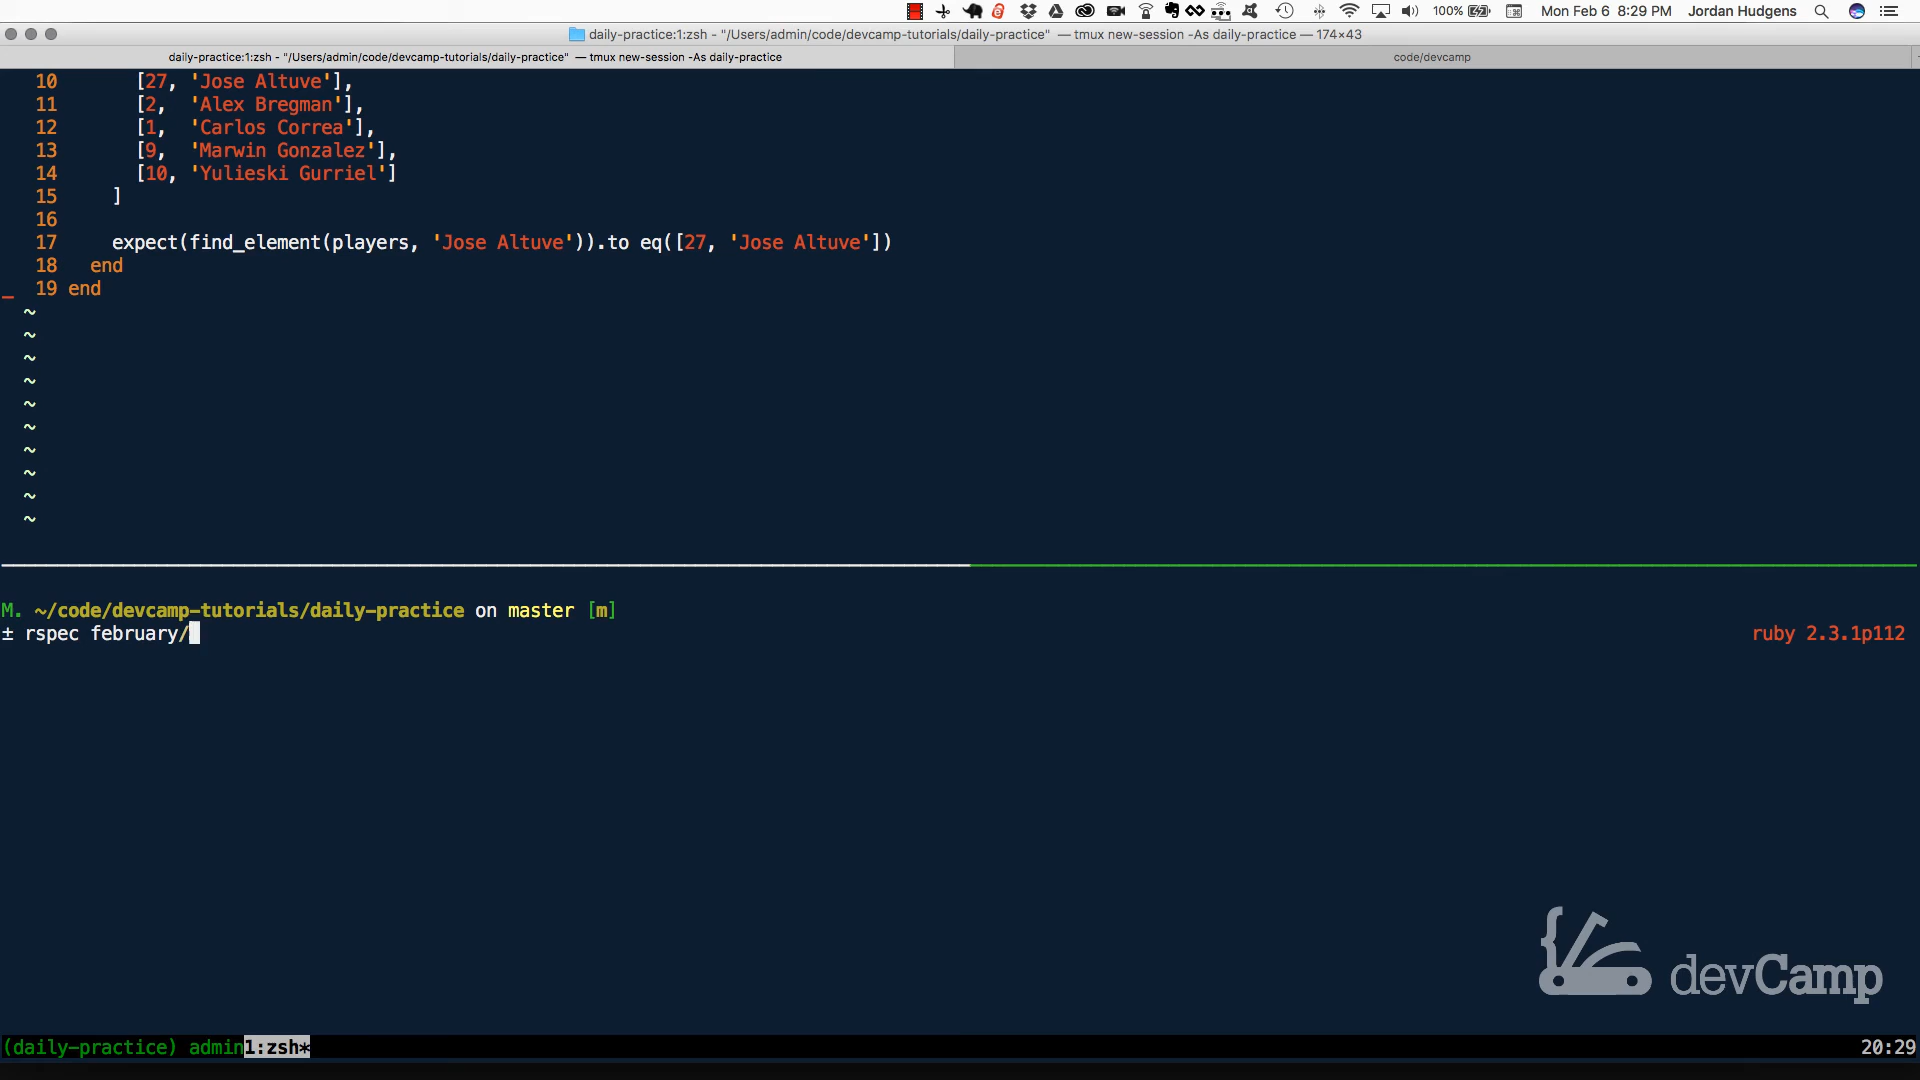 100% Mon Feb 6 8:29 PM Jordan Hudgens
daily-practice:1:zsh - "/Users/admin/code/devcamp-tutorials/daily-practice" — tmux new-session -As daily-practice — 174×43
daily-practice:1:zsh - "/Users/admin/code/devcamp-tutorials/daily-practice" — tmux new-session -As daily-practice code/devcamp
10 [27, 'Jose Altuve'],
11 [2, 'Alex Bregman'],
12 [1, 'Carlos Correa'],
13 [9, 'Marwin Gonzalez'],
14 [10, 'Yulieski Gurriel']
15 ]
16
17 expect(find_element(players, 'Jose Altuve')).to eq([27, 'Jose Altuve'])
18 end
19 end
~
~
~
~
~
~
~
~
~
~
M. ~/code/devcamp-tutorials/daily-practice on master [m]
± rspec february/ ruby 2.3.1p112
devCamp
(daily-practice) admin1:zsh* 20:29